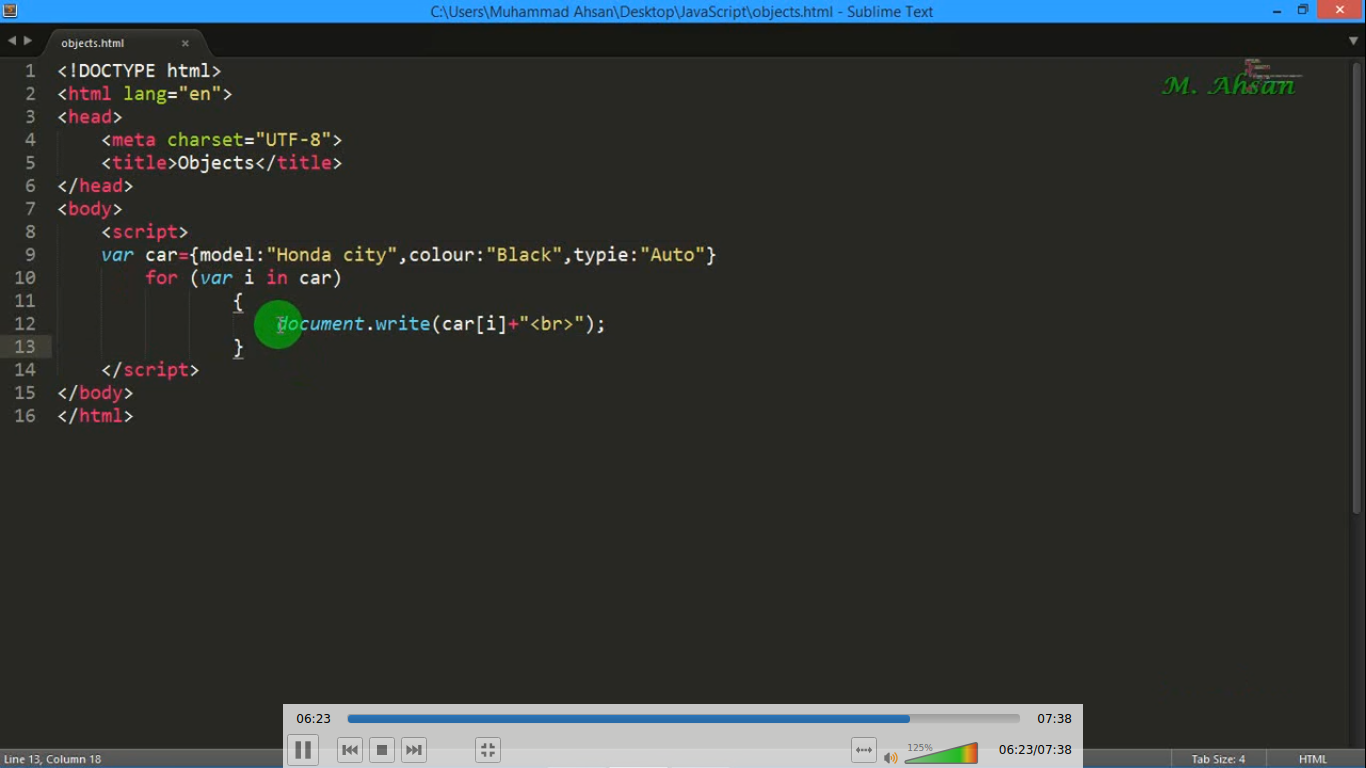 C:\Users\Muhammad Ahsan\Desktop\JavaScript\objects.html - Sublime Text
objects.html
M. Ahsan
1 <!DOCTYPE html>
2 <html lang="en">
3 <head>
4 <meta charset="UTF-8">
5 <title>Objects</title>
6 </head>
7 <body>
8 <script>
9 var car={model:"Honda city",colour:"Black",typie:"Auto"}
10 for (var i in car)
11 {
12 document.write(car[i]+"<br>");
13 }
14 </script>
15 </body>
16 </html>
06:23 07:38
125% 06:23/07:38
Line 13, Column 18 Tab Size: 4 HTML